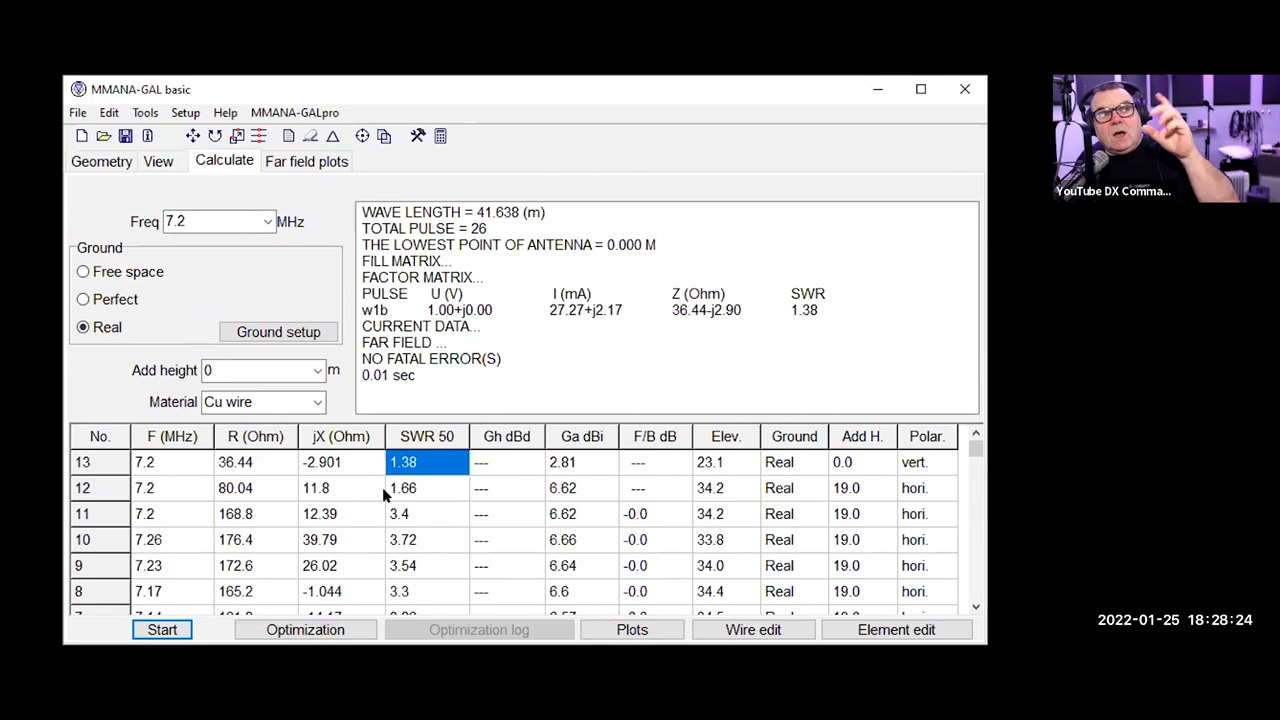 MMANA-GAL basic
File Edit Tools Setup Help MMANA-GALpro
Geometry View Calculate Far field plots
Freq 7.2 MHz
Ground
Free space
Perfect
Real
Ground setup
Add height 0 m
Material Cu wire
WAVE LENGTH = 41.638 (m)
TOTAL PULSE = 26
THE LOWEST POINT OF ANTENNA = 0.000 M
FILL MATRIX...
FACTOR MATRIX...
PULSE U (V) I (mA) Z (Ohm) SWR
w1b 1.00+j0.00 27.27+j2.17 36.44-j2.90 1.38
CURRENT DATA...
FAR FIELD ...
NO FATAL ERROR(S)
0.01 sec
No. F (MHz) R (Ohm) jX (Ohm) SWR 50 Gh dBd Ga dBi F/B dB Elev. Ground Add H. Polar.
13 7.2 36.44 -2.901 1.38 --- 2.81 --- 23.1 Real 0.0 vert.
12 7.2 80.04 11.8 1.66 --- 6.62 --- 34.2 Real 19.0 hori.
11 7.2 168.8 12.39 3.4 --- 6.62 -0.0 34.2 Real 19.0 hori.
10 7.26 176.4 39.79 3.72 --- 6.66 -0.0 33.8 Real 19.0 hori.
9 7.23 172.6 26.02 3.54 --- 6.64 -0.0 34.0 Real 19.0 hori.
8 7.17 165.2 -1.044 3.3 --- 6.6 -0.0 34.4 Real 19.0 hori.
Start Optimization Optimization log Plots Wire edit Element edit
YouTube DX Comma...
2022-01-25 18:28:24